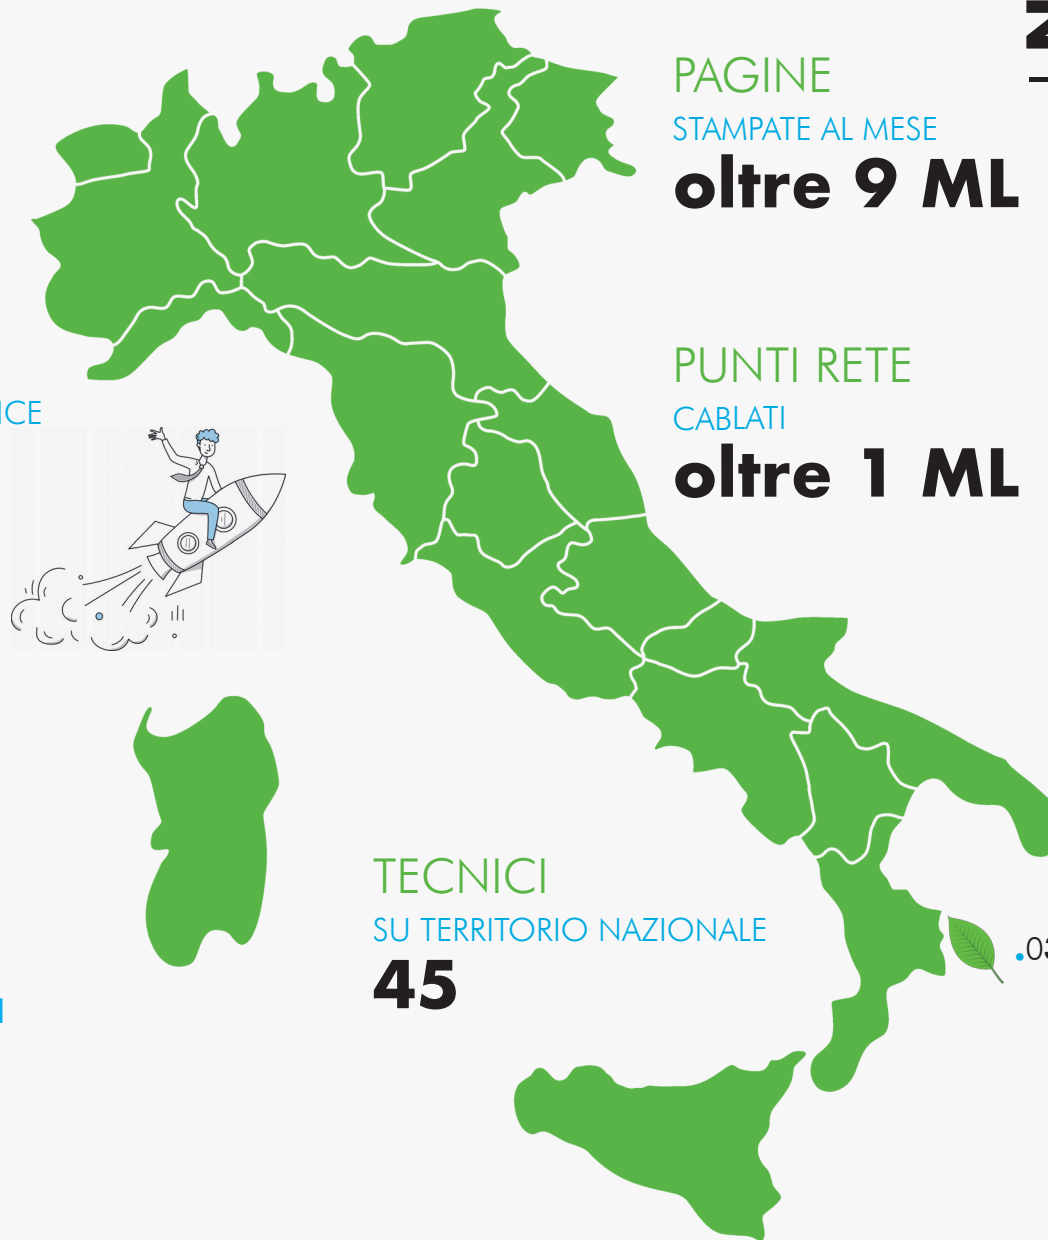 PAGINE
STAMPATE AL MESE
oltre 9 ML
PUNTI RETE
CABLATI
oltre 1 ML
TECNICI
SU TERRITORIO NAZIONALE
45